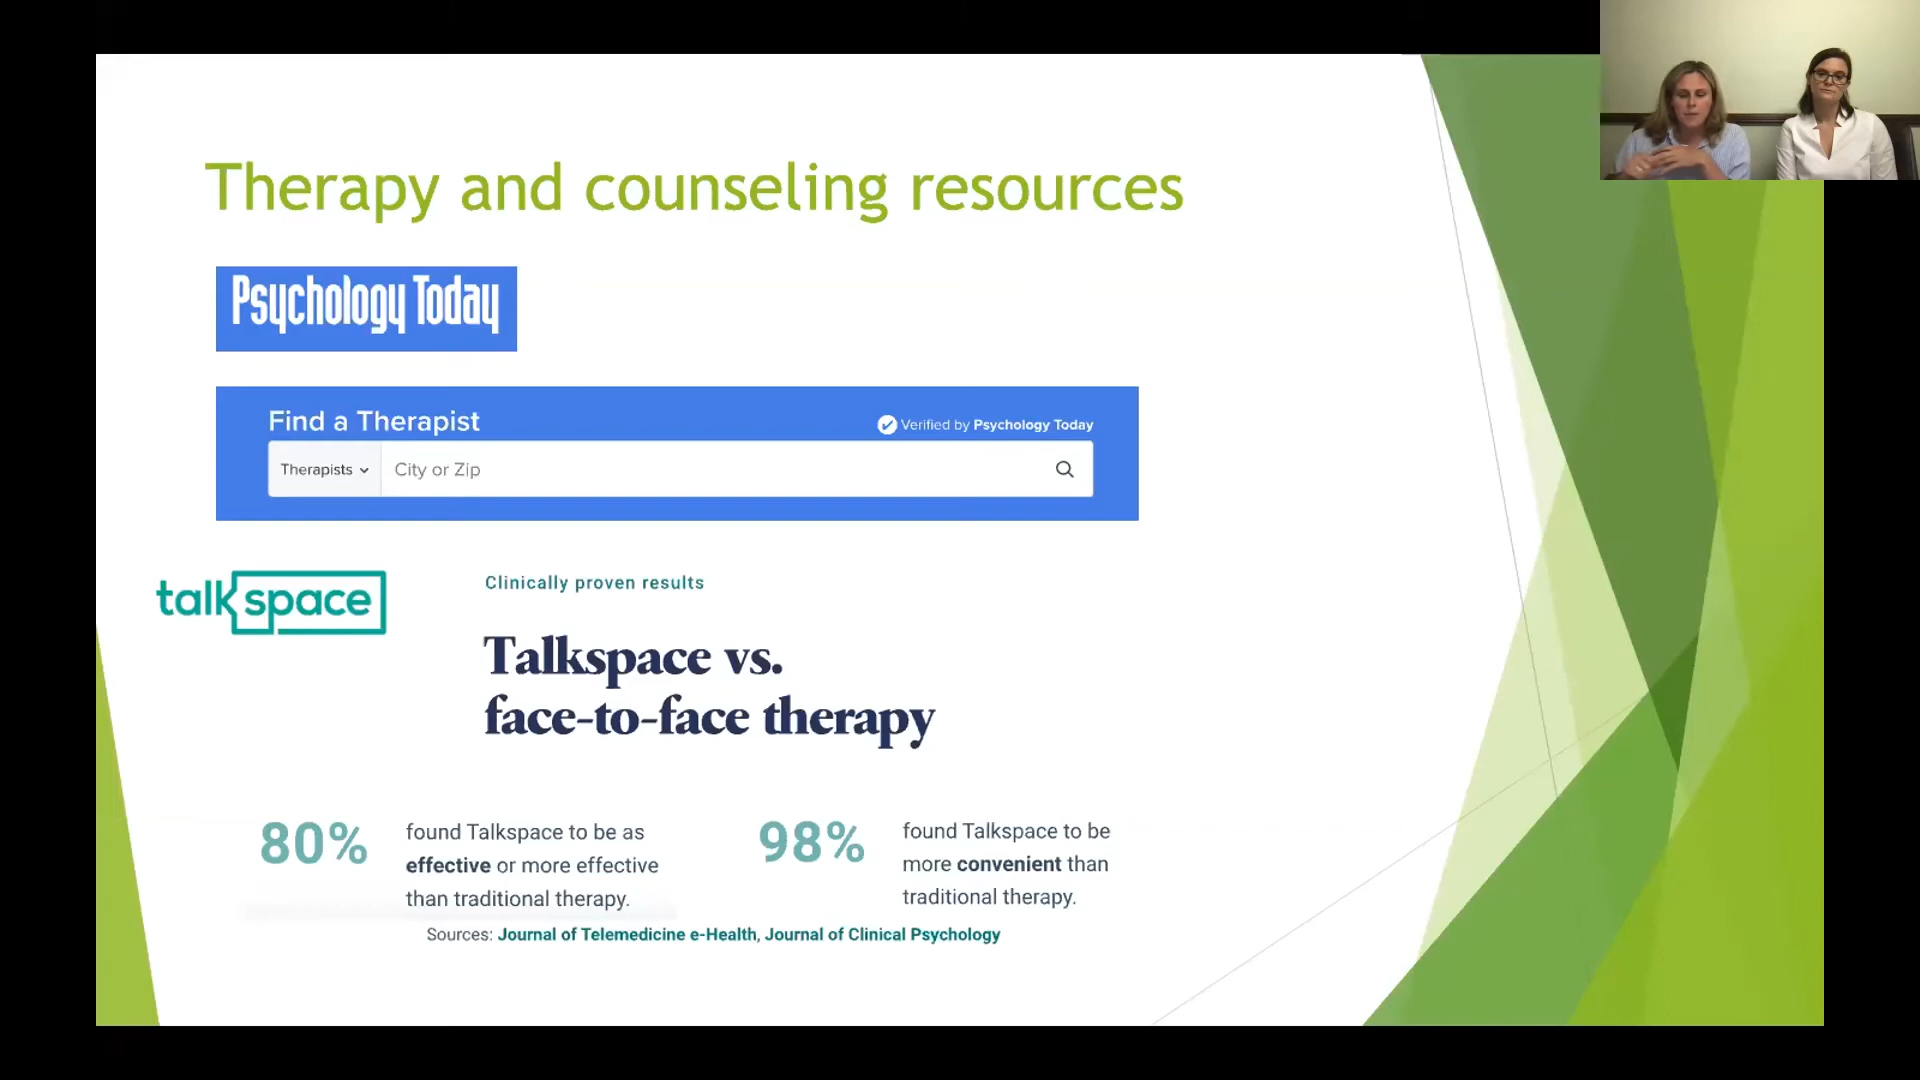 Therapy and counseling resources
Psychology Today
Find a Therapist
Verified by Psychology Today
Therapists
City or Zip
talkspace
Clinically proven results
Talkspace vs.
face-to-face therapy
80%
found Talkspace to be as
effective or more effective
than traditional therapy.
98%
found Talkspace to be
more convenient than
traditional therapy.
Sources: Journal of Telemedicine e-Health, Journal of Clinical Psychology